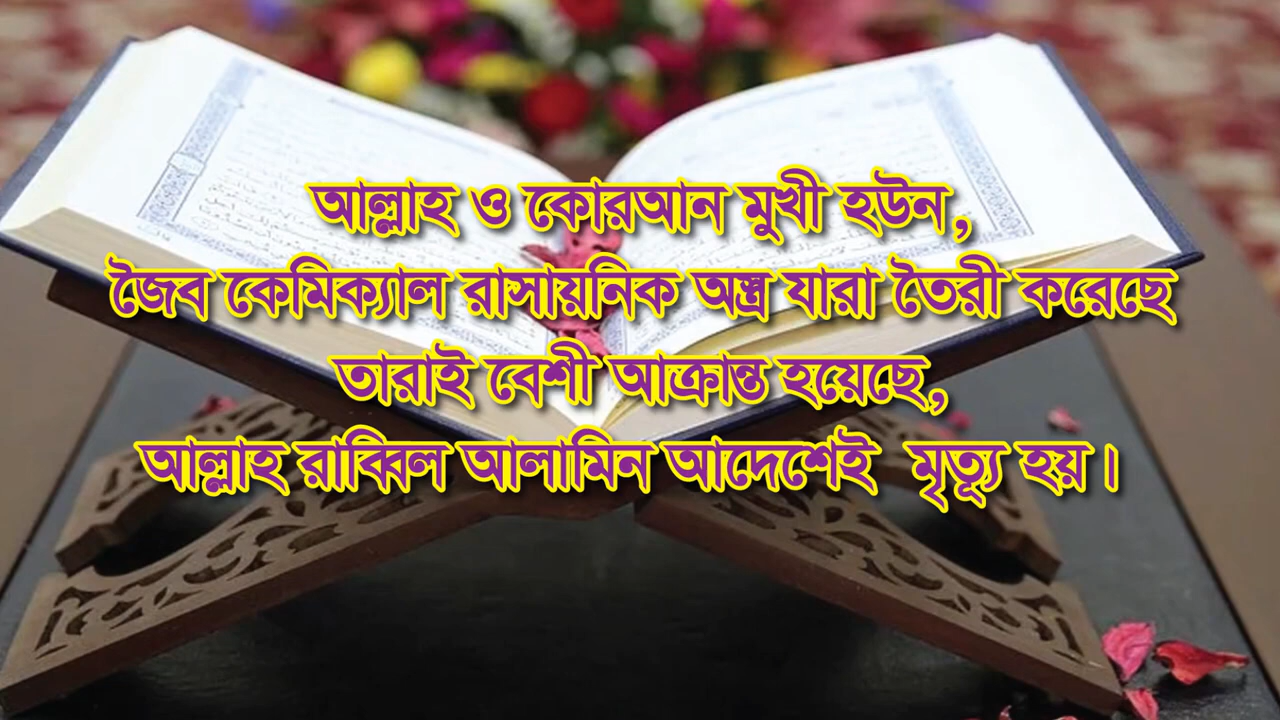 আল্লাহ ও কোরআন মুখী হউন,
জৈব কেমিক্যাল রাসায়নিক অস্ত্র যারা তৈরী করেছে
তারাই বেশী আক্রান্ত হয়েছে,
আল্লাহ রাব্বিল আলামিন আদেশেই মৃত্যূ হয়।